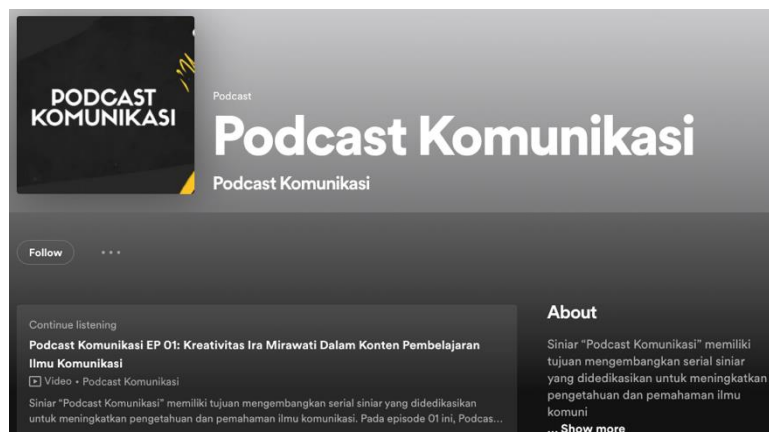 PODCAST
KOMUNIKASI
Podcast
Podcast Komunikasi
Podcast Komunikasi
Follow
Continue listening
Podcast Komunikasi EP 01: Kreativitas Ira Mirawati Dalam Konten Pembelajaran
Ilmu Komunikasi
Video • Podcast Komunikasi
Siniar “Podcast Komunikasi” memiliki tujuan mengembangkan serial siniar yang didedikasikan
untuk meningkatkan pengetahuan dan pemahaman ilmu komunikasi. Pada episode 01 ini, Podcas...
About
Siniar “Podcast Komunikasi” memiliki
tujuan mengembangkan serial siniar
yang didedikasikan untuk meningkatkan
pengetahuan dan pemahaman ilmu
komuni
... Show more